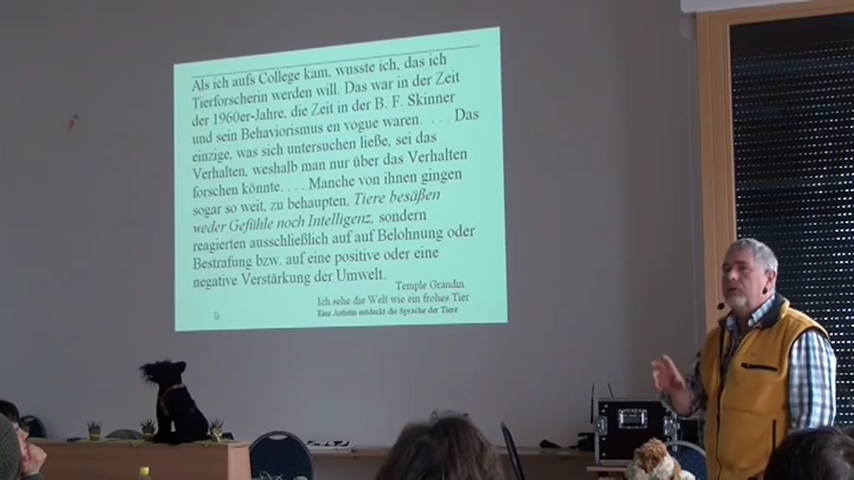 Als ich aufs College kam, wusste ich, das ich
Tierforscherin werden will. Das war in der Zeit
der 1960er-Jahre, die Zeit in der B. F. Skinner
und sein Behaviorismus en vogue waren. . . . Das
einzige, was sich untersuchen ließe, sei das
Verhalten, weshalb man nur über das Verhalten
forschen könnte. . . . Manche von ihnen gingen
sogar so weit, zu behaupten, Tiere besäßen
weder Gefühle noch Intelligenz, sondern
reagierten ausschließlich auf auf Belohnung oder
Bestrafung bzw. auf eine positive oder eine
negative Verstärkung der Umwelt.
Temple Grandin
Ich sehe die Welt wie ein frohes Tier
Eine Autistin entdeckt die Sprache der Tiere